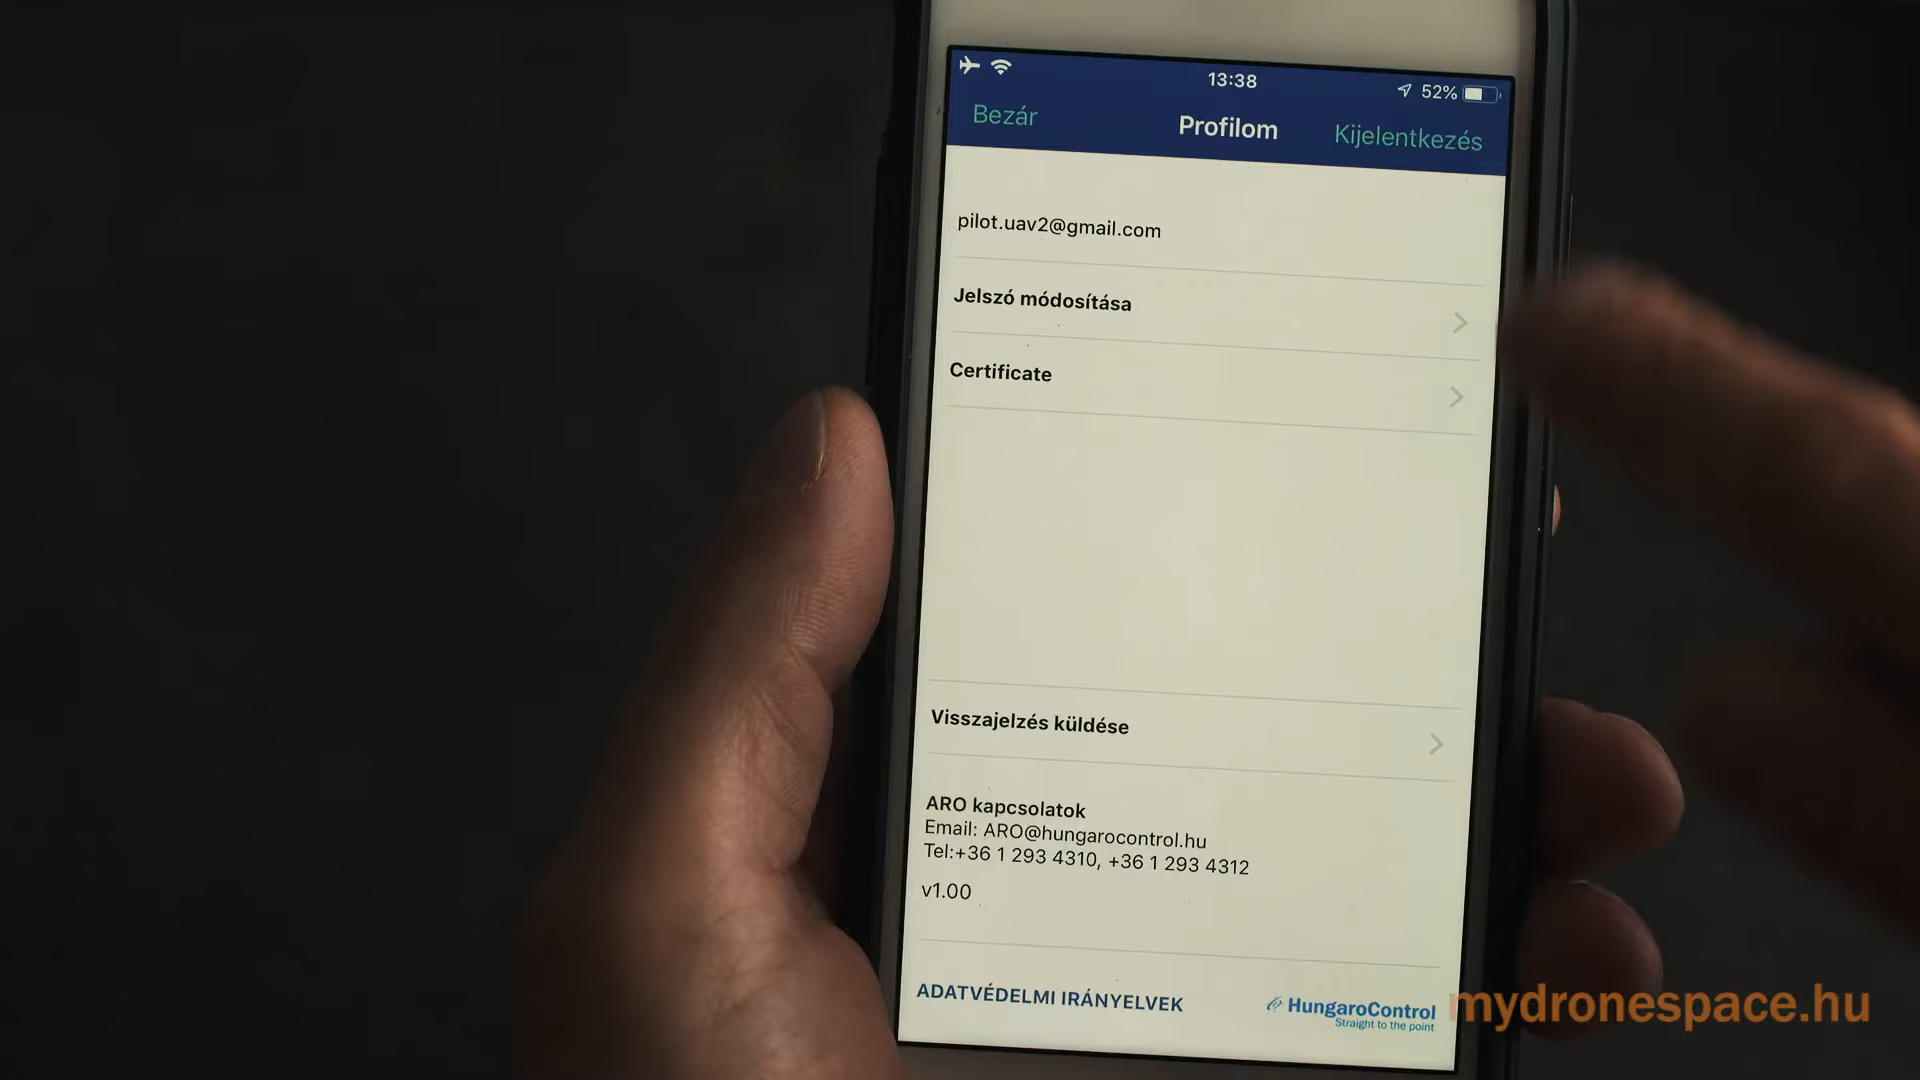 13:38
52%
Bezár
Profilom
Kijelentkezés
pilot.uav2@gmail.com
Jelszó módosítása
Certificate
Visszajelzés küldése
ARO kapcsolatok
Email: ARO@hungarocontrol.hu
Tel:+36 1 293 4310, +36 1 293 4312
v1.00
ADATVÉDELMI IRÁNYELVEK
HungaroControl
Straight to the point
mydronespace.hu